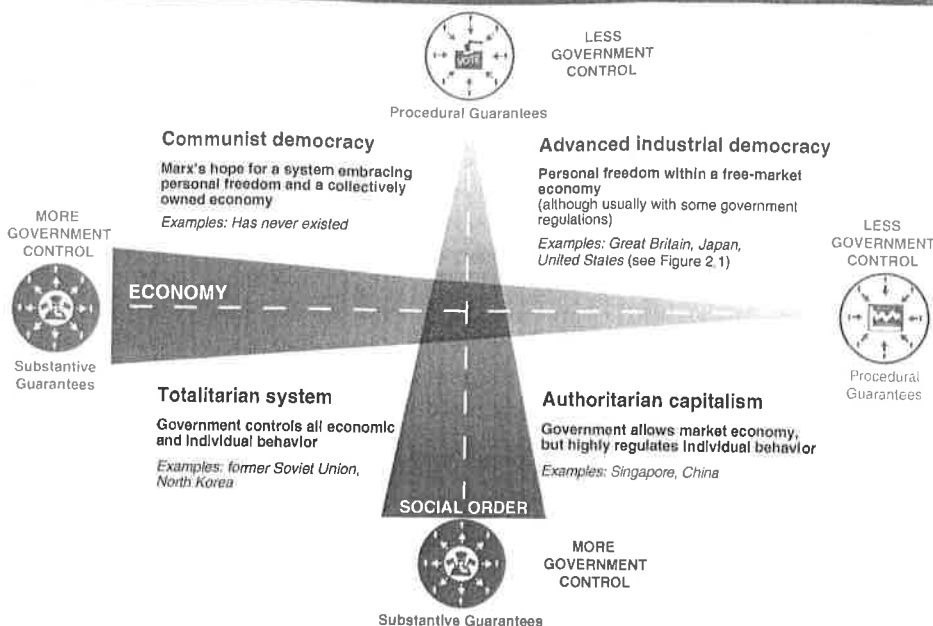 LESS
GOVERNMENT
CONTROL
VOTE
Procedural Guarantees
Communist democracy
Marx's hope for a system embracing
personal freedom and a collectively
owned economy
Examples: Has never existed
Advanced industrial democracy
Personal freedom within a free-market
economy
(although usually with some government
regulations)
Examples: Great Britain, Japan,
United States (see Figure 2.1)
MORE
GOVERNMENT
CONTROL
Substantive
Guarantees
ECONOMY
LESS
GOVERNMENT
CONTROL
Procedural
Guarantees
Totalitarian system
Government controls all economic
and individual behavior
Examples: former Soviet Union,
North Korea
Authoritarian capitalism
Government allows market economy,
but highly regulates individual behavior
Examples: Singapore, China
SOCIAL ORDER
MORE
GOVERNMENT
CONTROL
Substantive Guarantees